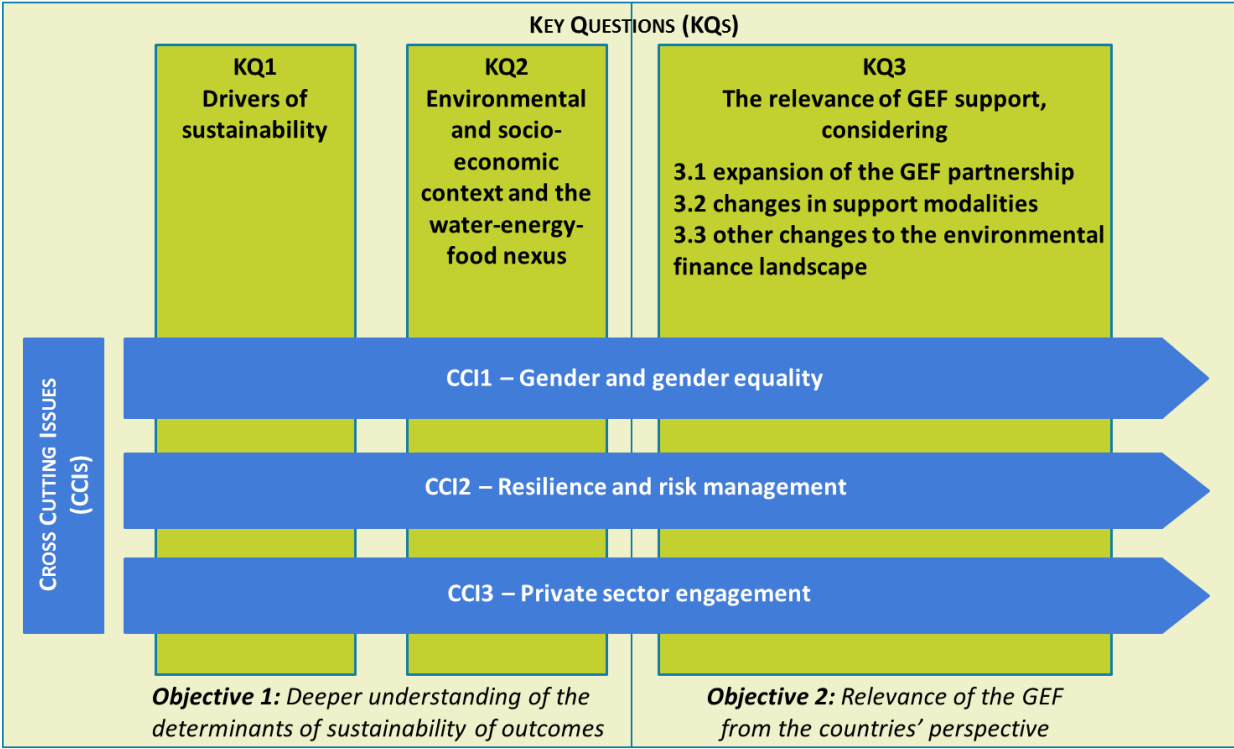 KEY QUESTIONS (KQS)
KQ1
Drivers of
sustainability
KQ2
Environmental
and socio-
economic
context and the
water-energy-
food nexus
KQ3
The relevance of GEF support,
considering
3.1 expansion of the GEF partnership
3.2 changes in support modalities
3.3 other changes to the environmental
finance landscape
CROSS CUTTING ISSUES
(CCIS)
CCI1 – Gender and gender equality
CCI2 – Resilience and risk management
CCI3 – Private sector engagement
Objective 1: Deeper understanding of the
determinants of sustainability of outcomes
Objective 2: Relevance of the GEF
from the countries’ perspective